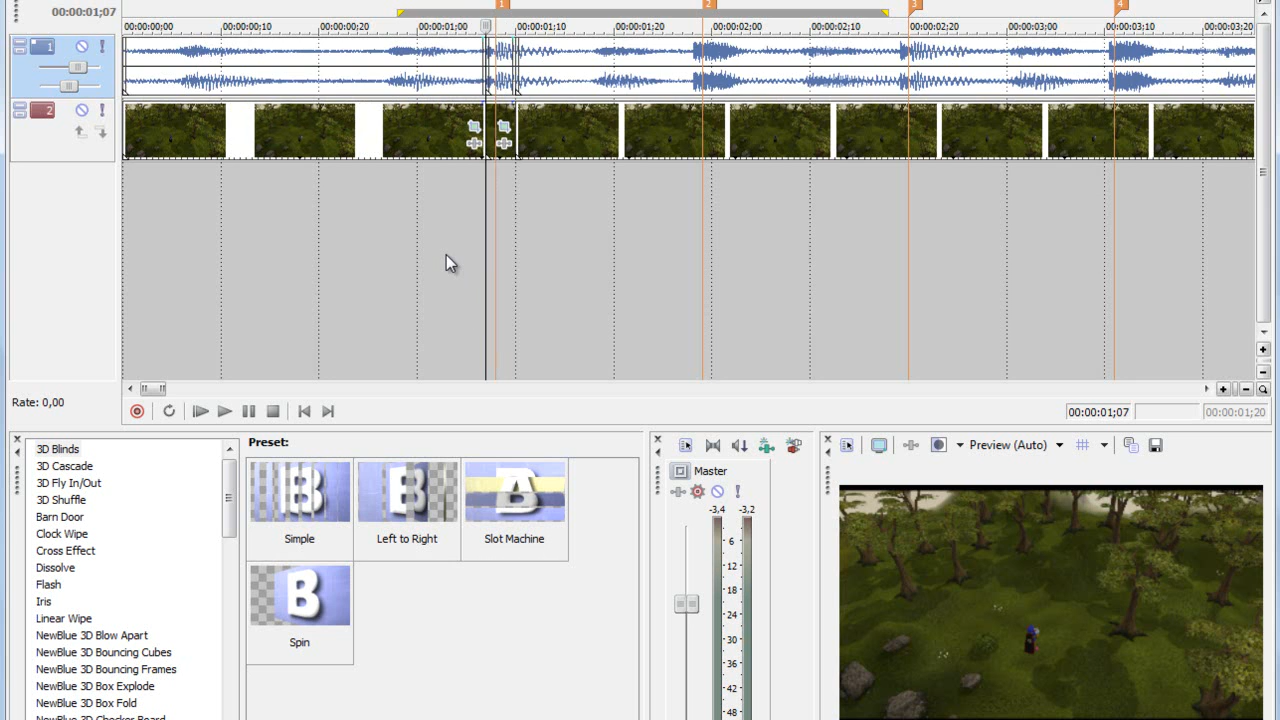 00:00:01;07
1
2
3
4
00:00:00;00
00:00:00;10
00:00:00;20
00:00:01;00
00:00:01;10
00:00:01;20
00:00:02;00
00:00:02;10
00:00:02;20
00:00:03;00
00:00:03;10
00:00:03;20
1
2
Rate: 0,00
00:00:01;07
00:00:01;20
3D Blinds
3D Cascade
3D Fly In/Out
3D Shuffle
Barn Door
Clock Wipe
Cross Effect
Dissolve
Flash
Iris
Linear Wipe
NewBlue 3D Blow Apart
NewBlue 3D Bouncing Cubes
NewBlue 3D Bouncing Frames
NewBlue 3D Box Explode
NewBlue 3D Box Fold
NewBlue 3D Checker Board
Preset:
Simple
Left to Right
Slot Machine
Spin
Master
-3,4 -3,2
6
12
18
24
30
36
42
48
Preview (Auto)